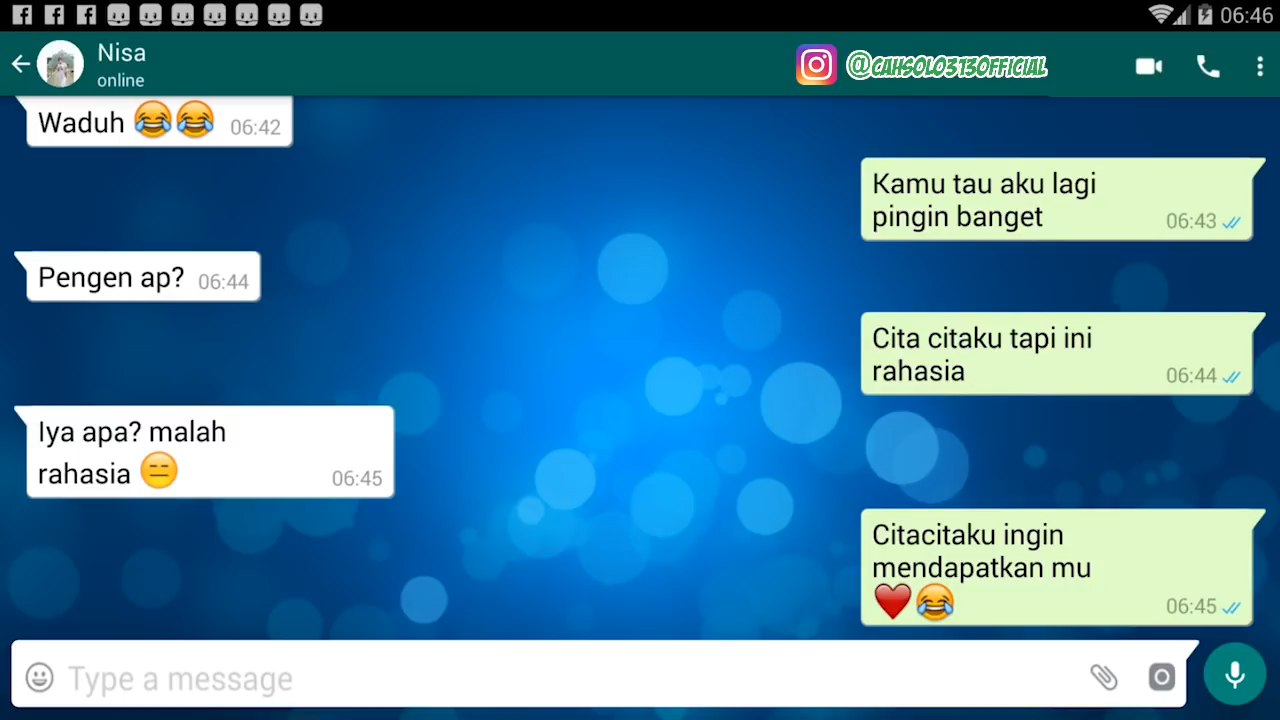 06:46
Nisa
online
@CAHSOLO313OFFICIAL
Waduh 😂😂 06:42
Kamu tau aku lagi
pingin banget 06:43
Pengen ap? 06:44
Cita citaku tapi ini
rahasia 06:44
Iya apa? malah
rahasia 😑 06:45
Citacitaku ingin
mendapatkan mu
❤️😂 06:45
Type a message